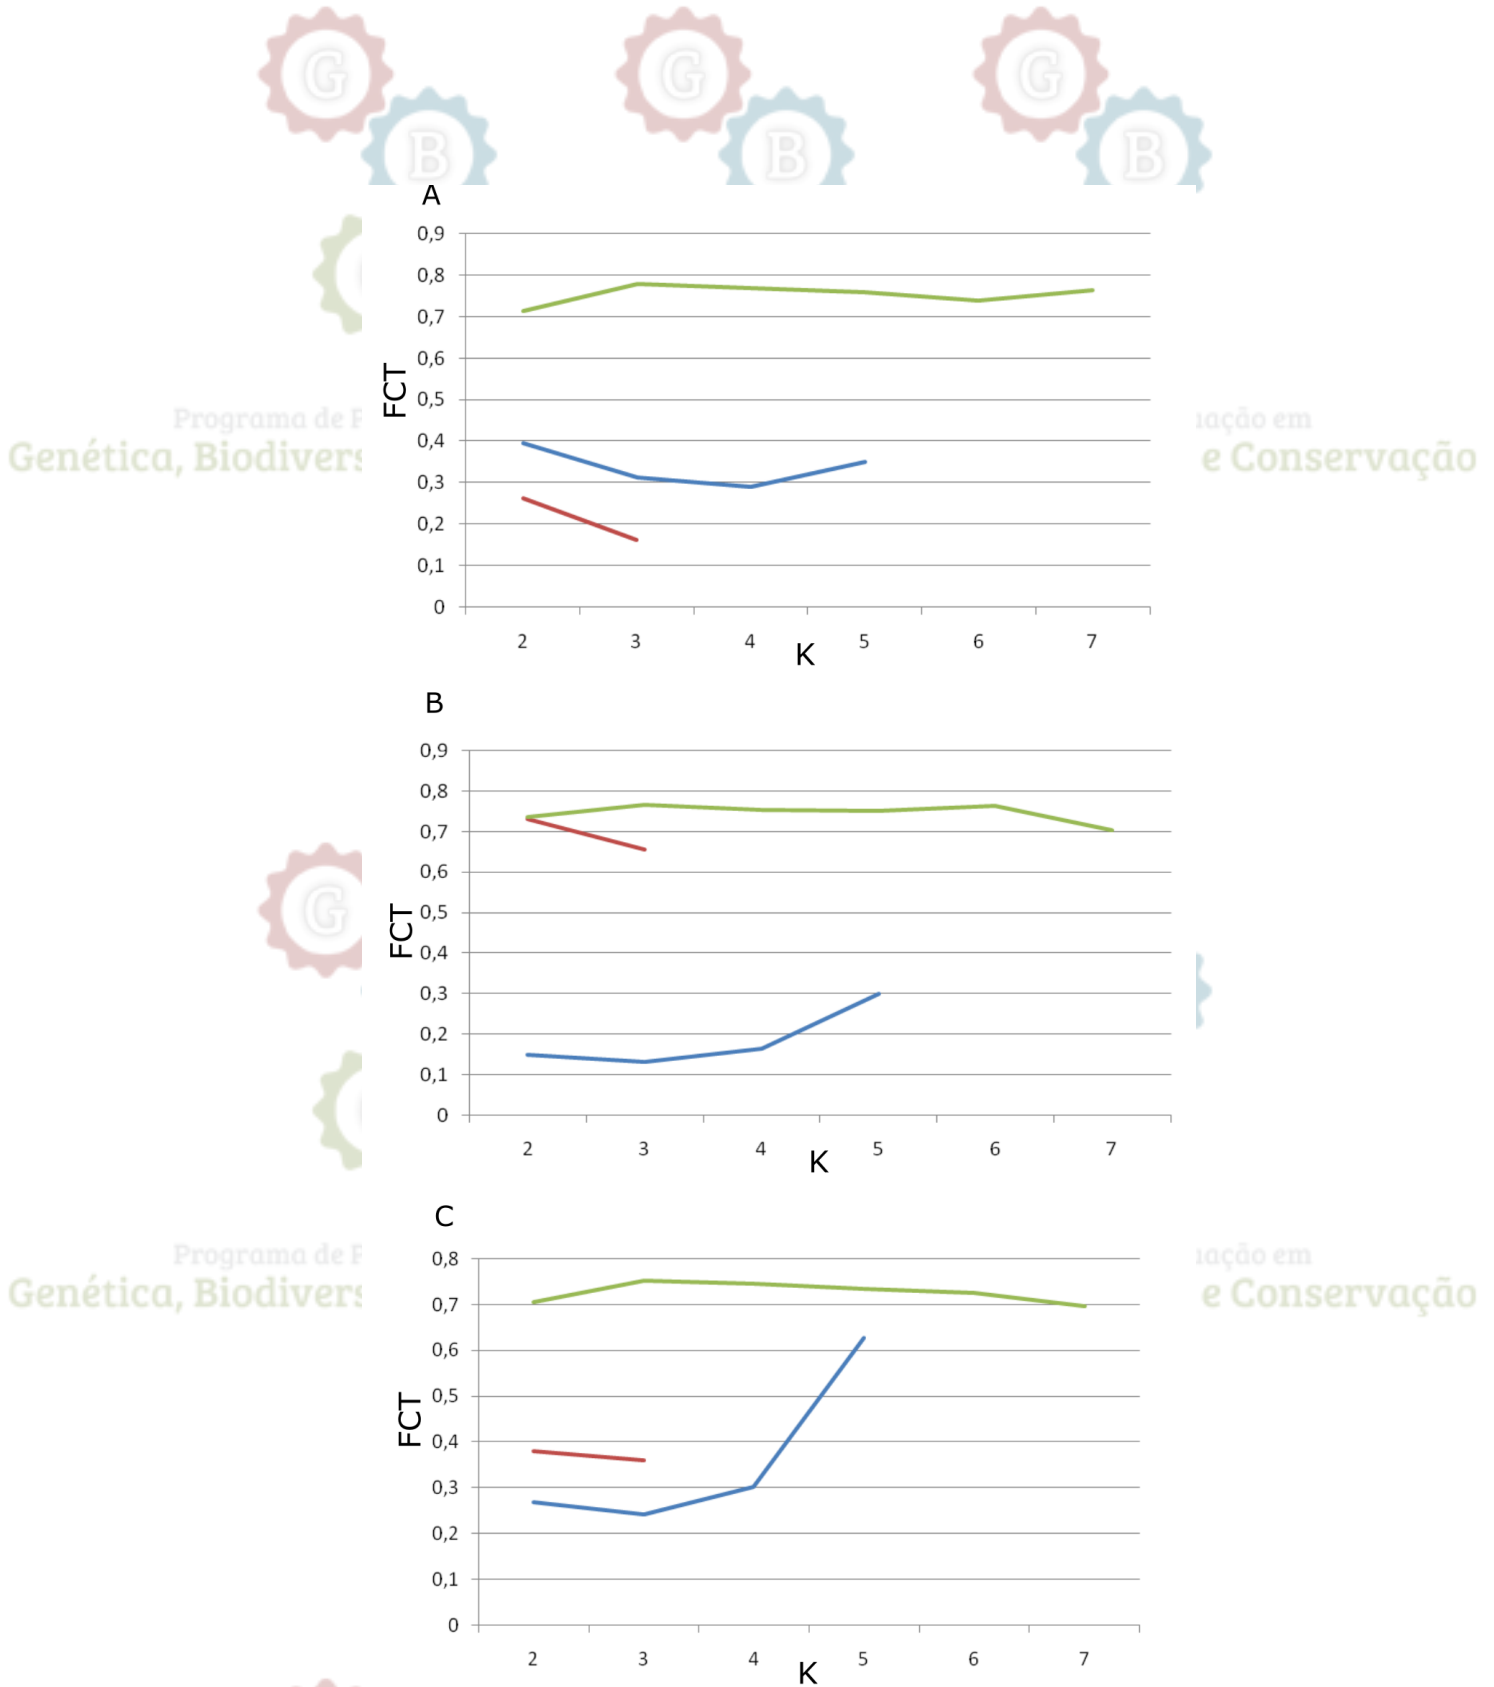 G G G
B B B
A
0,9
0,8
0,7
0,6
0,5
0,4
0,3
0,2
0,1
0
FCT
2 3 4 5 6 7
K
Programa de P
uação em
Genética, Biodivers
e Conservação
B
0,9
0,8
0,7
0,6
0,5
0,4
0,3
0,2
0,1
0
FCT
2 3 4 5 6 7
K
G
Programa de P
uação em
Genética, Biodivers
e Conservação
C
0,8
0,7
0,6
0,5
0,4
0,3
0,2
0,1
0
FCT
2 3 4 5 6 7
K